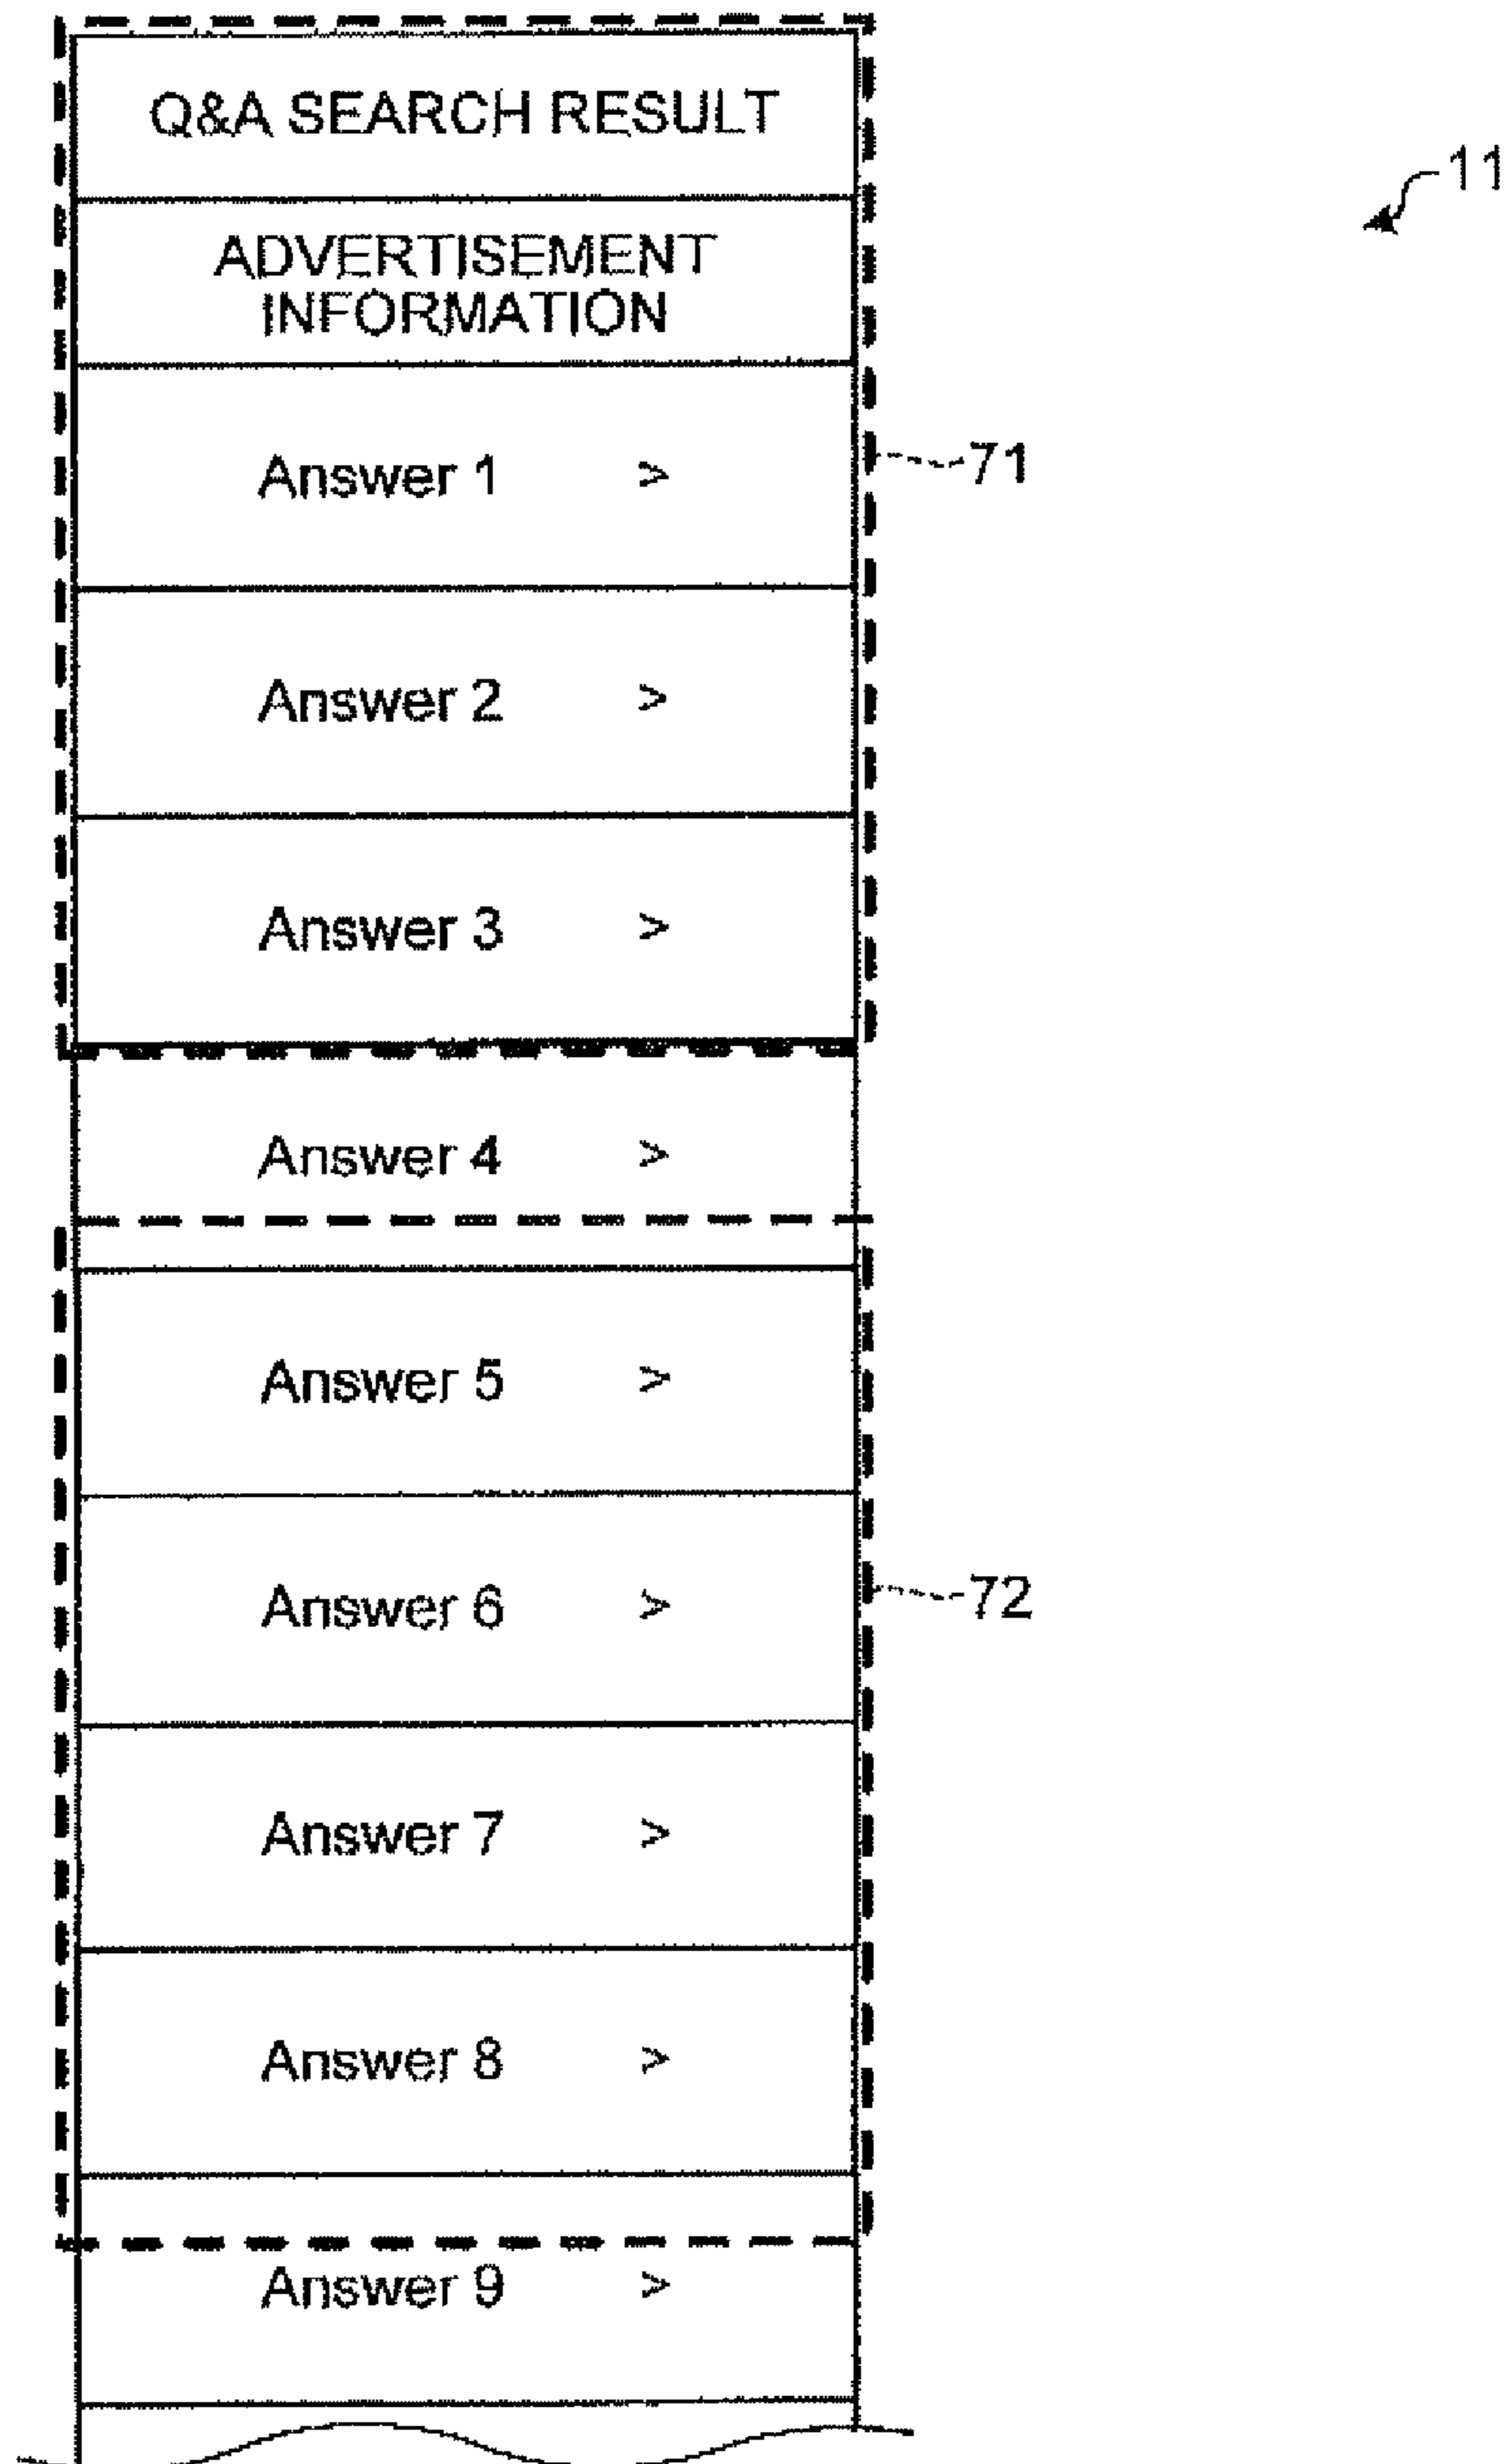 Q&A SEARCH RESULT
11
ADVERTISEMENT
INFORMATION
Answer 1 >
71
Answer 2 >
Answer 3 >
Answer 4 >
Answer 5 >
Answer 6 >
72
Answer 7 >
Answer 8 >
Answer 9 >